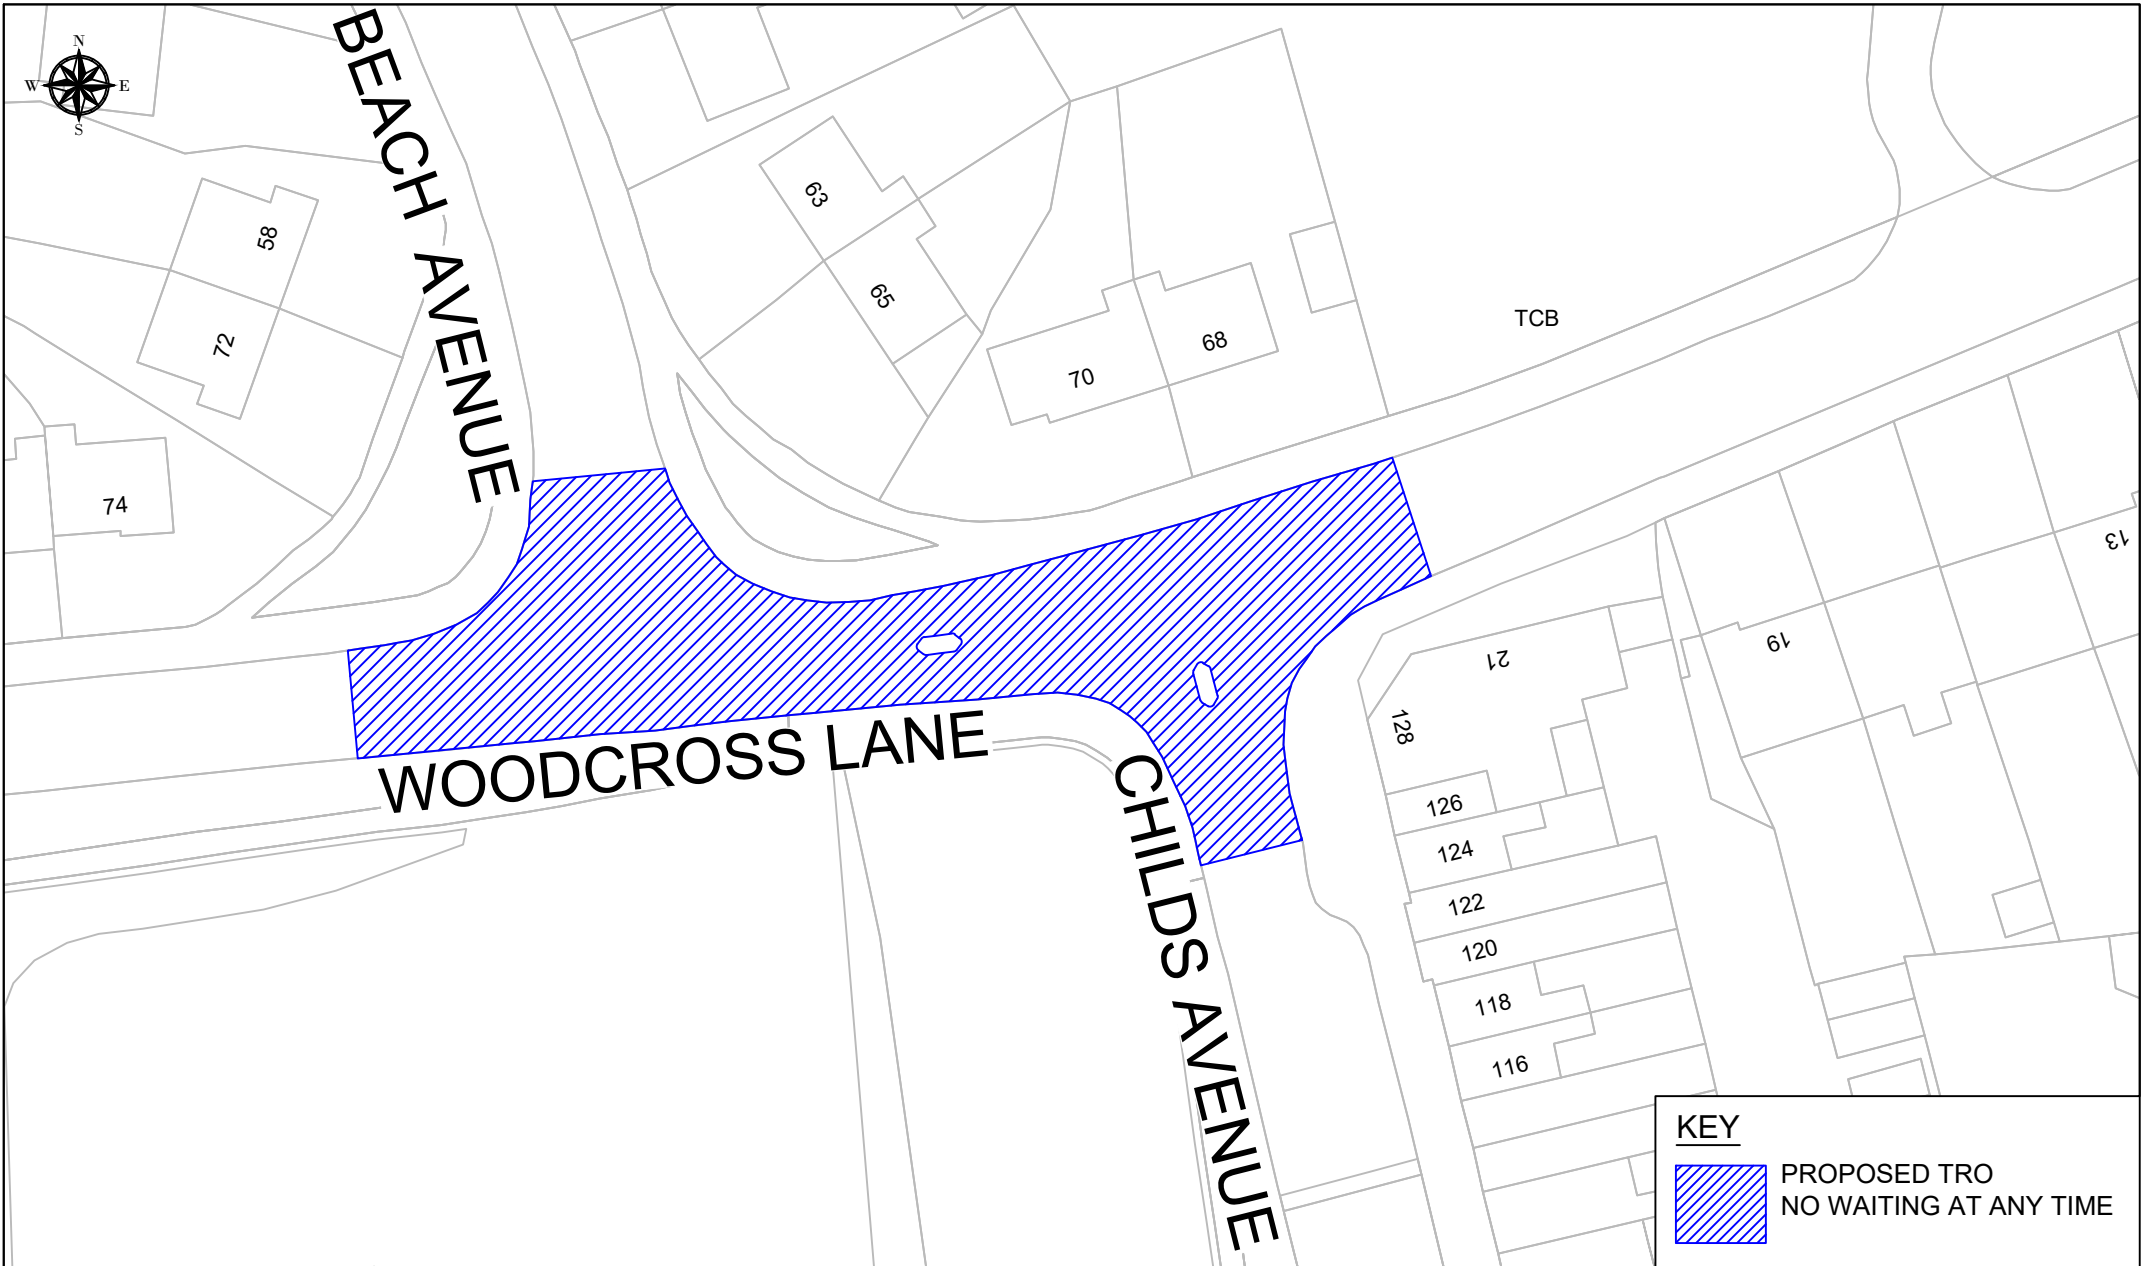 N
W E
S
BEACH AVENUE
63
58
65
72
TCB
68
70
74
13
19
21
128
WOODCROSS LANE
CHILDS AVENUE
126
124
122
120
118
116
KEY
PROPOSED TRO
NO WAITING AT ANY TIME